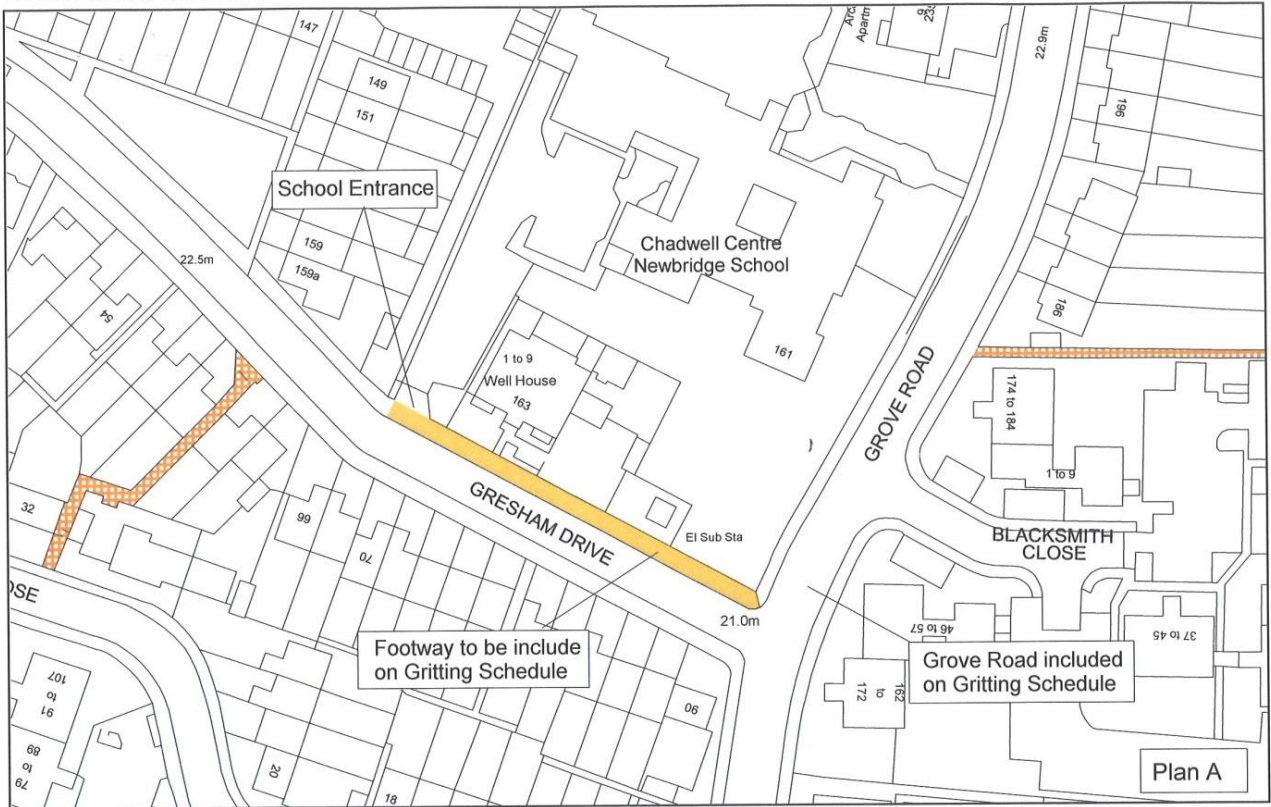 147
149
151
School Entrance
159
159a
22.5m
54
Chadwell Centre
Newbridge School
161
1 to 9
Well House
163
GROVE ROAD
22.9m
196
186
174 to 184
1 to 9
BLACKSMITH
CLOSE
32
99
70
GRESHAM DRIVE
El Sub Sta
21.0m
OSE
Footway to be include
on Gritting Schedule
Grove Road included
on Gritting Schedule
46 to 57
37 to 45
162
to
172
90
107
to
91
89
to
79
20
18
Plan A